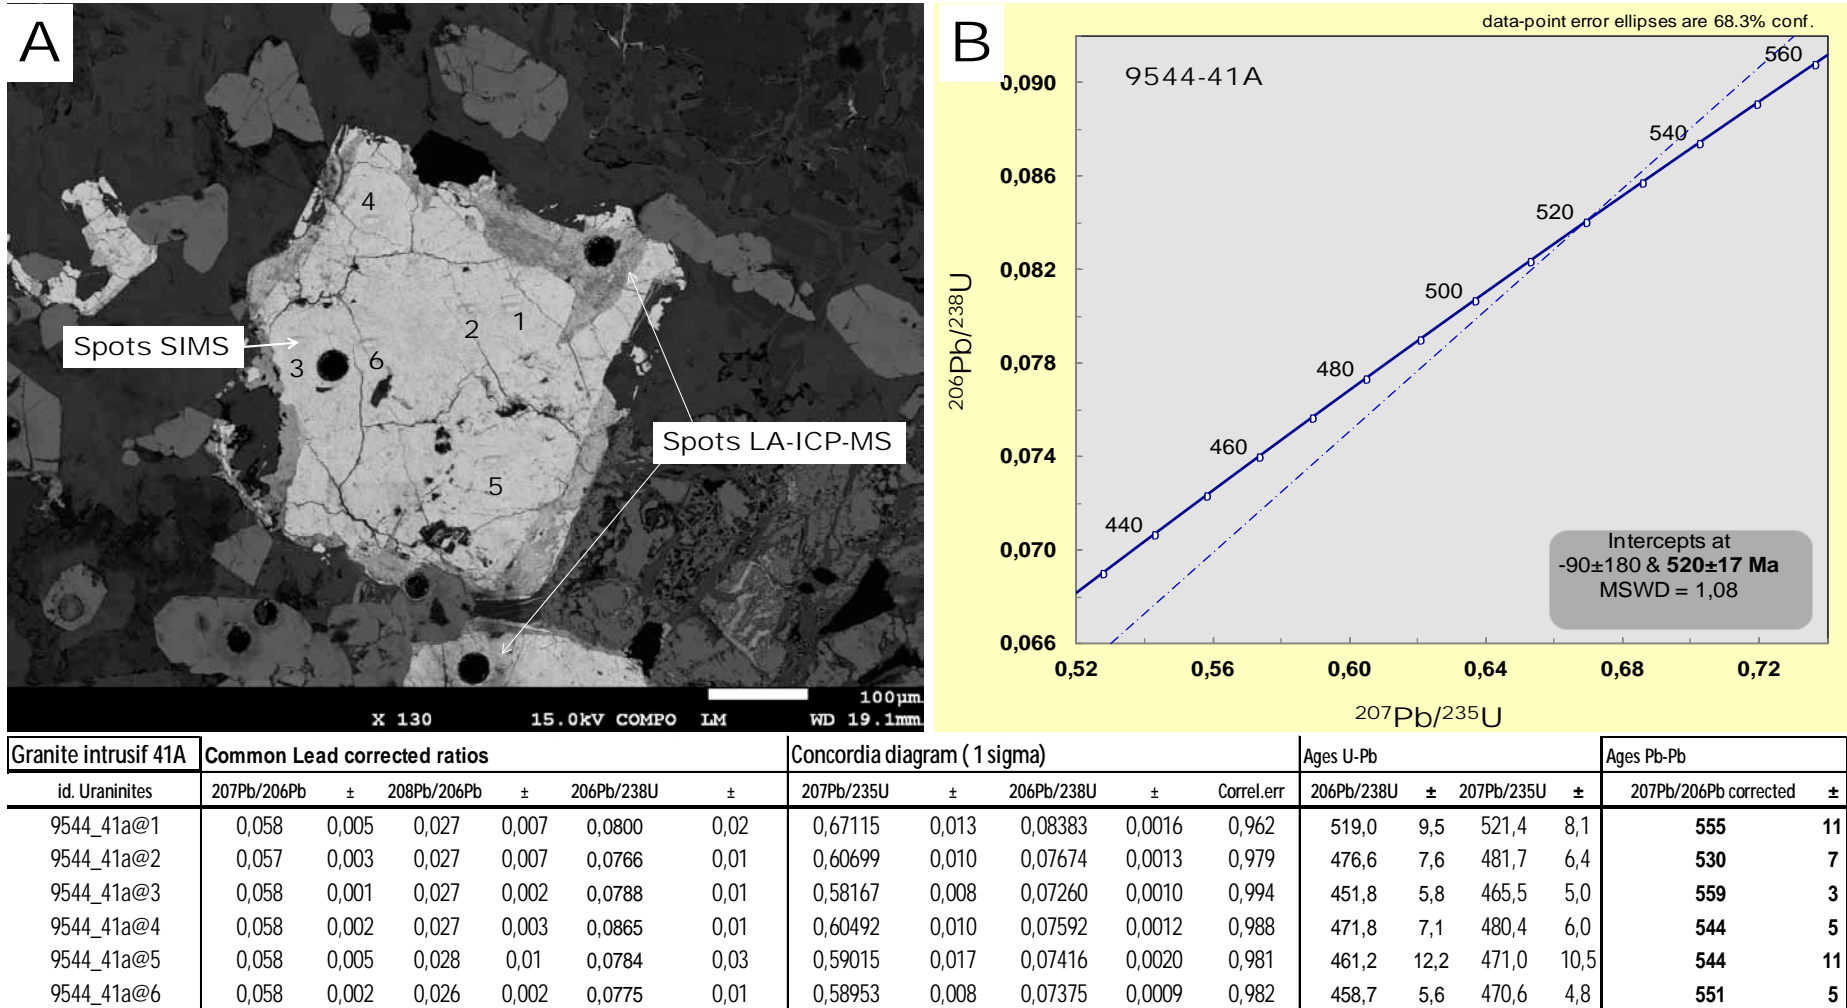 A
4
2 1
3 6
5
Spots SIMS
Spots LA-ICP-MS
100µm
X 130 15.0kV COMPO LM WD 19.1mm
B
data-point error ellipses are 68.3% conf.
9544-41A
0,090
0,086
0,082
0,078
0,074
0,070
0,066
206Pb/238U
560
540
520
500
480
460
440
Intercepts at
-90±180 & 520±17 Ma
MSWD = 1,08
0,52 0,56 0,60 0,64 0,68 0,72
207Pb/235U
Granite intrusif 41A Common Lead corrected ratios Concordia diagram ( 1 sigma) Ages U-Pb Ages Pb-Pb
id. Uraninites 207Pb/206Pb ± 208Pb/206Pb ± 206Pb/238U ± 207Pb/235U ± 206Pb/238U ± Correl.err 206Pb/238U ± 207Pb/235U ± 207Pb/206Pb corrected ±
9544_41a@1 0,058 0,005 0,027 0,007 0,0800 0,02 0,67115 0,013 0,08383 0,0016 0,962 519,0 9,5 521,4 8,1 555 11
9544_41a@2 0,057 0,003 0,027 0,007 0,0766 0,01 0,60699 0,010 0,07674 0,0013 0,979 476,6 7,6 481,7 6,4 530 7
9544_41a@3 0,058 0,001 0,027 0,002 0,0788 0,01 0,58167 0,008 0,07260 0,0010 0,994 451,8 5,8 465,5 5,0 559 3
9544_41a@4 0,058 0,002 0,027 0,003 0,0865 0,01 0,60492 0,010 0,07592 0,0012 0,988 471,8 7,1 480,4 6,0 544 5
9544_41a@5 0,058 0,005 0,028 0,01 0,0784 0,03 0,59015 0,017 0,07416 0,0020 0,981 461,2 12,2 471,0 10,5 544 11
9544_41a@6 0,058 0,002 0,026 0,002 0,0775 0,01 0,58953 0,008 0,07375 0,0009 0,982 458,7 5,6 470,6 4,8 551 5